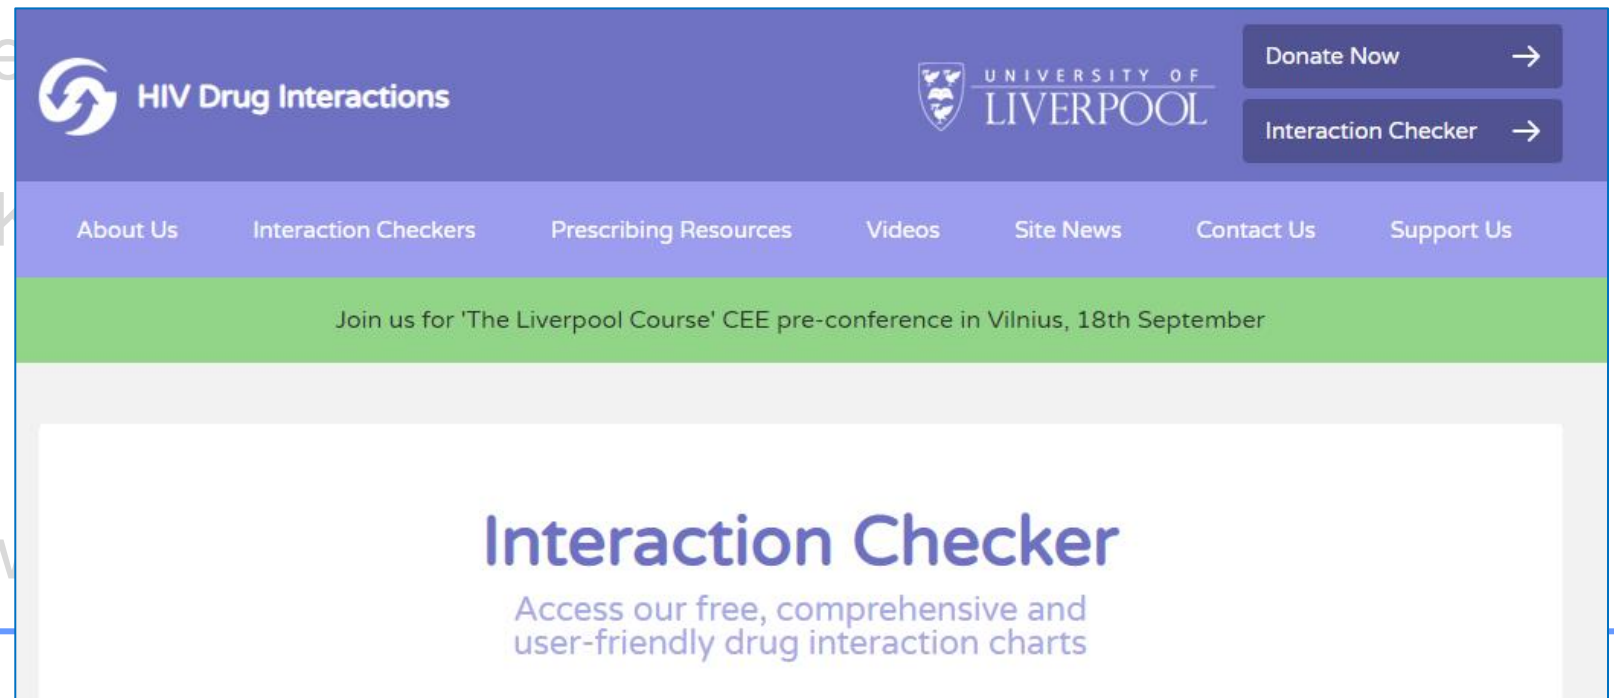 HIV Drug Interactions
UNIVERSITY OF
LIVERPOOL
Donate Now
Interaction Checker
About Us Interaction Checkers Prescribing Resources Videos Site News Contact Us Support Us
Join us for 'The Liverpool Course' CEE pre-conference in Vilnius, 18th September
Interaction Checker
Access our free, comprehensive and
user-friendly drug interaction charts